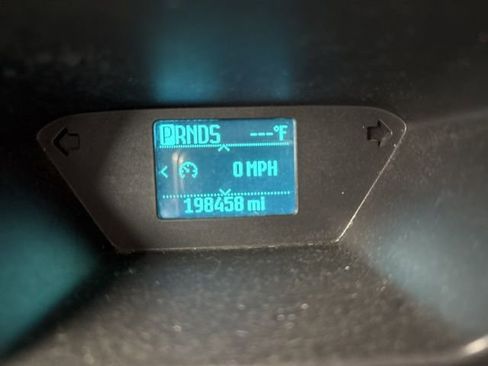 PRNDS ---°F
0 MPH
198458 mi